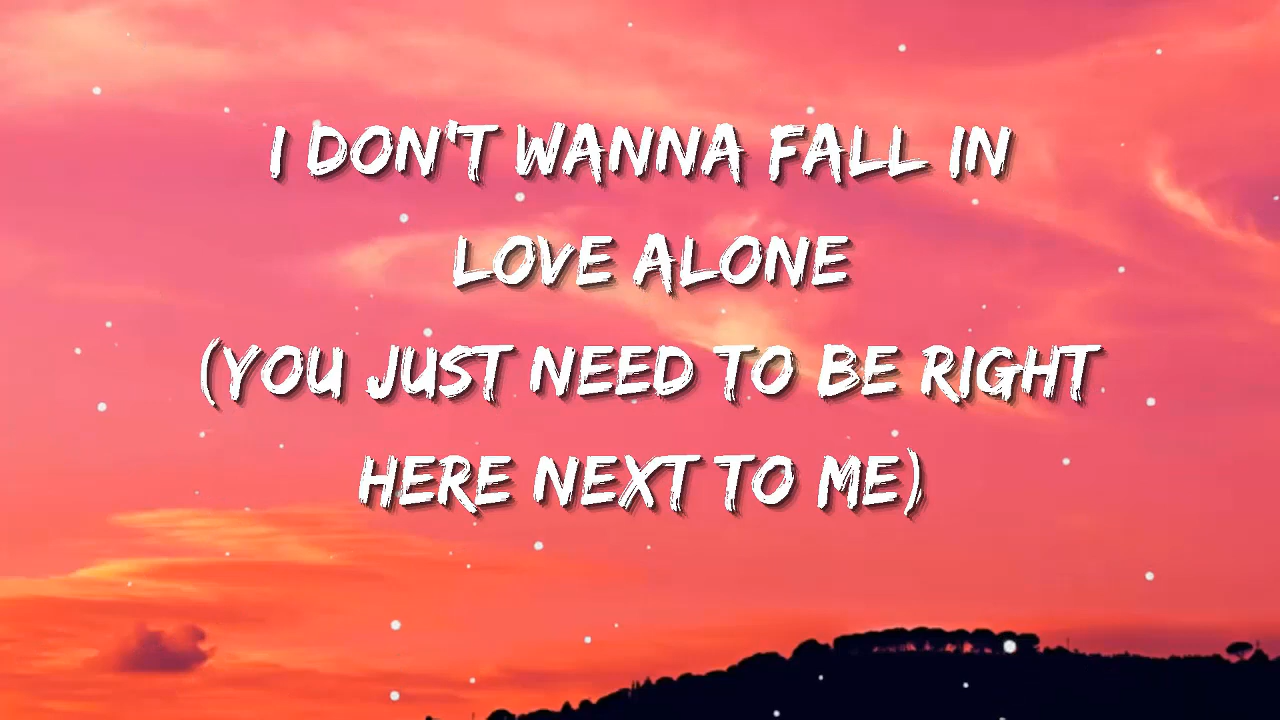 I DON'T WANNA FALL IN
LOVE ALONE
(YOU JUST NEED TO BE RIGHT
HERE NEXT TO ME)